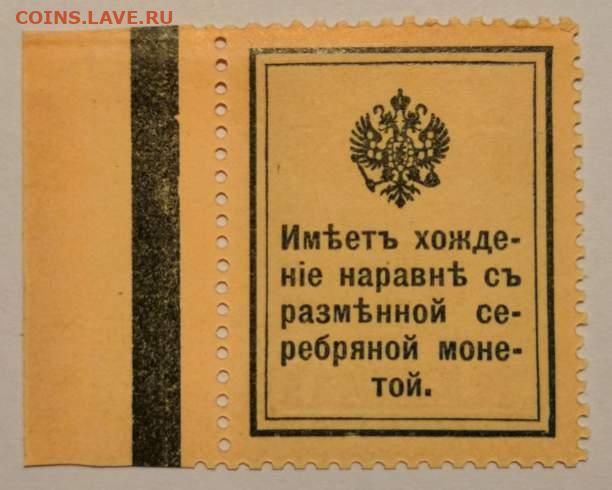 COINS.LAVE.RU
Имѣетъ хожде-
ніе наравнѣ съ
размѣнной се-
ребряной моне-
той.